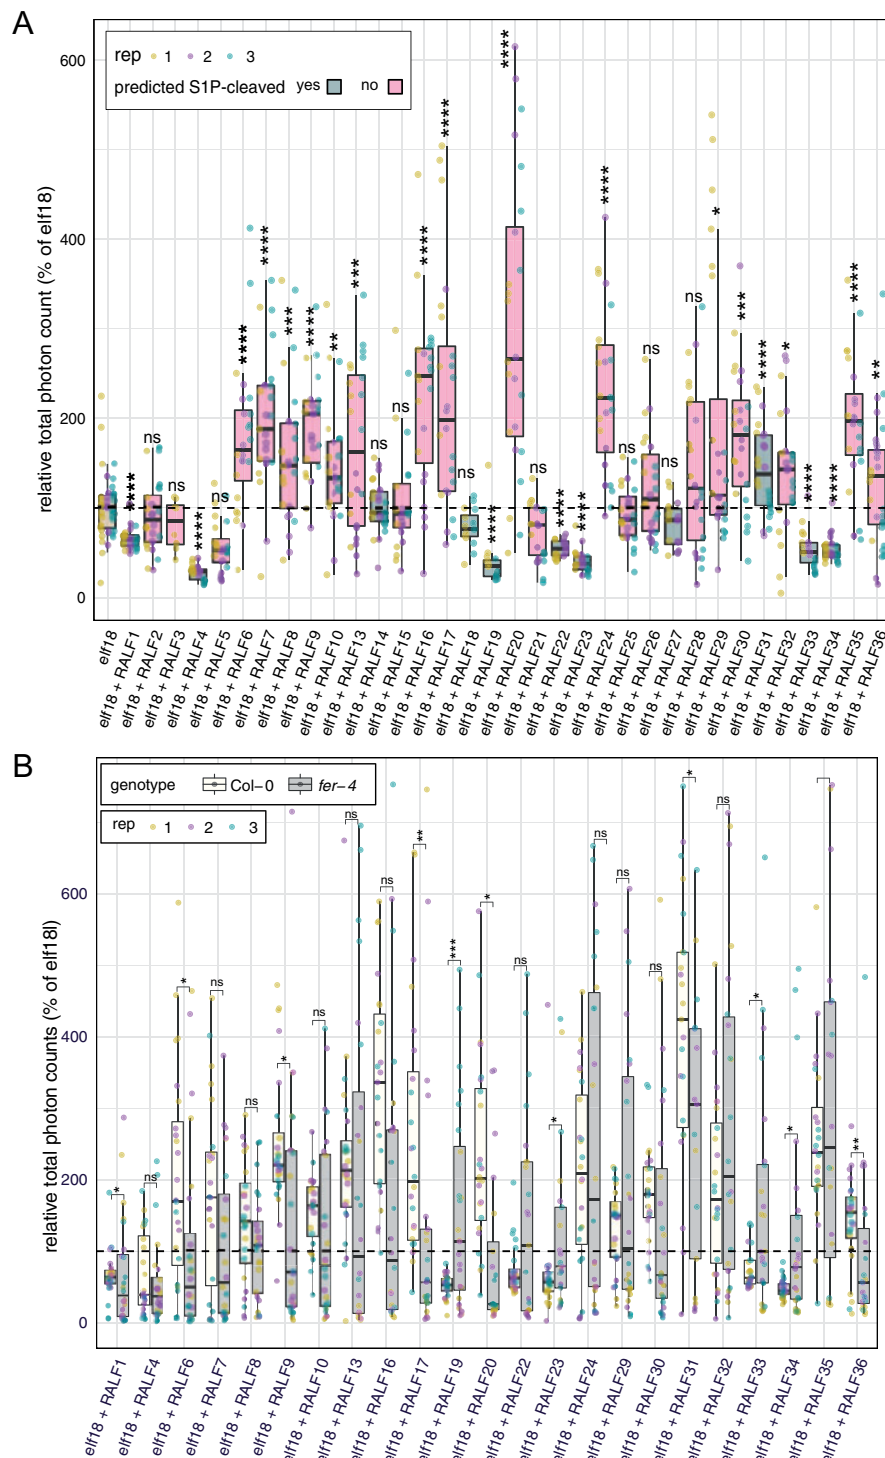 A
rep 1 2 3
predicted S1P-cleaved yes no
relative total photon count (% of elf18)
600
400
200
0
**** ns **** ns **** **** *** **** ** *** ns ns **** **** ns **** **** ns **** *** **** ns ns ns ns * *** **** * **** **** **** **
elf18
elf18 + RALF1
elf18 + RALF2
elf18 + RALF3
elf18 + RALF4
elf18 + RALF5
elf18 + RALF6
elf18 + RALF7
elf18 + RALF8
elf18 + RALF9
elf18 + RALF10
elf18 + RALF13
elf18 + RALF14
elf18 + RALF15
elf18 + RALF16
elf18 + RALF17
elf18 + RALF18
elf18 + RALF19
elf18 + RALF20
elf18 + RALF21
elf18 + RALF22
elf18 + RALF23
elf18 + RALF24
elf18 + RALF25
elf18 + RALF26
elf18 + RALF27
elf18 + RALF28
elf18 + RALF29
elf18 + RALF30
elf18 + RALF31
elf18 + RALF32
elf18 + RALF33
elf18 + RALF34
elf18 + RALF35
elf18 + RALF36
B
genotype Col-0 fer-4
rep 1 2 3
relative total photon counts (% of elf18l)
600
400
200
0
* ns * ns ns * ns ns ns ** *** * ns * ns ns ns * ns * * **
elf18 + RALF1
elf18 + RALF4
elf18 + RALF6
elf18 + RALF7
elf18 + RALF8
elf18 + RALF9
elf18 + RALF10
elf18 + RALF13
elf18 + RALF16
elf18 + RALF17
elf18 + RALF19
elf18 + RALF20
elf18 + RALF22
elf18 + RALF23
elf18 + RALF24
elf18 + RALF29
elf18 + RALF30
elf18 + RALF31
elf18 + RALF32
elf18 + RALF33
elf18 + RALF34
elf18 + RALF35
elf18 + RALF36